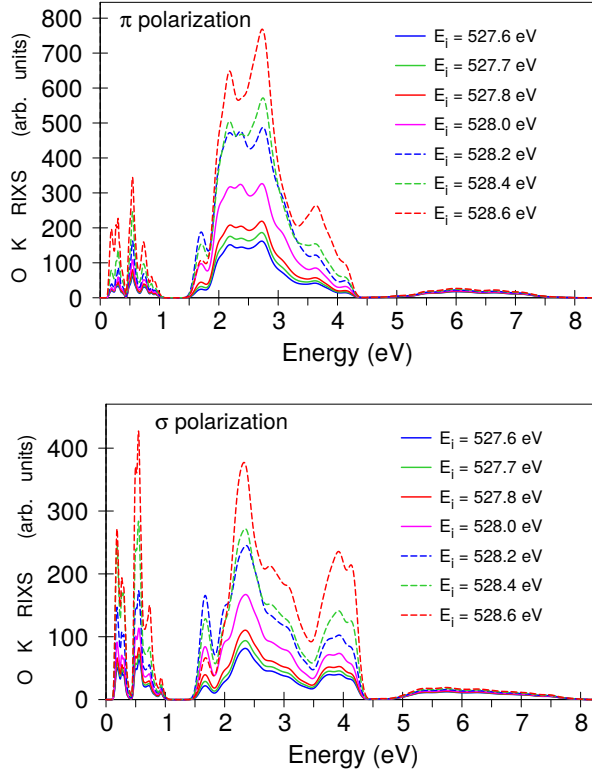 π polarization
E_i = 527.6 eV
E_i = 527.7 eV
E_i = 527.8 eV
E_i = 528.0 eV
E_i = 528.2 eV
E_i = 528.4 eV
E_i = 528.6 eV
O K RIXS (arb. units)
800
700
600
500
400
300
200
100
0
0 1 2 3 4 5 6 7 8
Energy (eV)
σ polarization
E_i = 527.6 eV
E_i = 527.7 eV
E_i = 527.8 eV
E_i = 528.0 eV
E_i = 528.2 eV
E_i = 528.4 eV
E_i = 528.6 eV
O K RIXS (arb. units)
400
300
200
100
0
0 1 2 3 4 5 6 7 8
Energy (eV)